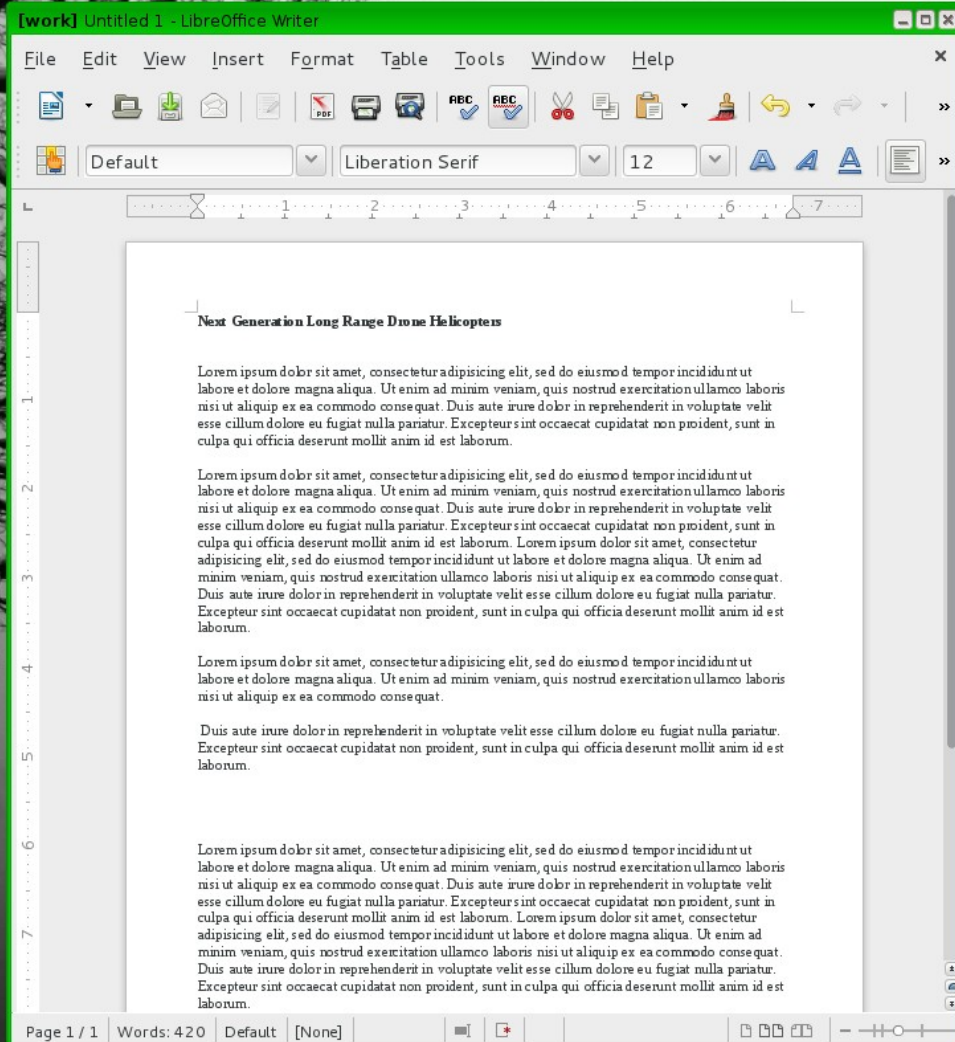 [work] Untitled 1 - LibreOffice Writer
File Edit View Insert Format Table Tools Window Help
PDF ABC ABC
Default Liberation Serif 12 A A A
1 2 3 4 5 6 7
Next Generation Long Range Drone Helicopters
Lorem ipsum dolor sit amet, consectetur adipisicing elit, sed do eiusmod tempor incididunt ut
labore et dolore magna aliqua. Ut enim ad minim veniam, quis nostrud exercitation ullamco laboris
nisi ut aliquip ex ea commodo consequat. Duis aute irure dolor in reprehenderit in voluptate velit
esse cillum dolore eu fugiat nulla pariatur. Excepteur sint occaecat cupidatat non proident, sunt in
culpa qui officia deserunt mollit anim id est laborum.
Lorem ipsum dolor sit amet, consectetur adipisicing elit, sed do eiusmod tempor incididunt ut
labore et dolore magna aliqua. Ut enim ad minim veniam, quis nostrud exercitation ullamco laboris
nisi ut aliquip ex ea commodo consequat. Duis aute irure dolor in reprehenderit in voluptate velit
esse cillum dolore eu fugiat nulla pariatur. Excepteur sint occaecat cupidatat non proident, sunt in
culpa qui officia deserunt mollit anim id est laborum. Lorem ipsum dolor sit amet, consectetur
adipisicing elit, sed do eiusmod tempor incididunt ut labore et dolore magna aliqua. Ut enim ad
minim veniam, quis nostrud exercitation ullamco laboris nisi ut aliquip ex ea commodo consequat.
Duis aute irure dolor in reprehenderit in voluptate velit esse cillum dolore eu fugiat nulla pariatur.
Excepteur sint occaecat cupidatat non proident, sunt in culpa qui officia deserunt mollit anim id est
laborum.
Lorem ipsum dolor sit amet, consectetur adipisicing elit, sed do eiusmod tempor incididunt ut
labore et dolore magna aliqua. Ut enim ad minim veniam, quis nostrud exercitation ullamco laboris
nisi ut aliquip ex ea commodo consequat.
Duis aute irure dolor in reprehenderit in voluptate velit esse cillum dolore eu fugiat nulla pariatur.
Excepteur sint occaecat cupidatat non proident, sunt in culpa qui officia deserunt mollit anim id est
laborum.
Lorem ipsum dolor sit amet, consectetur adipisicing elit, sed do eiusmod tempor incididunt ut
labore et dolore magna aliqua. Ut enim ad minim veniam, quis nostrud exercitation ullamco laboris
nisi ut aliquip ex ea commodo consequat. Duis aute irure dolor in reprehenderit in voluptate velit
esse cillum dolore eu fugiat nulla pariatur. Excepteur sint occaecat cupidatat non proident, sunt in
culpa qui officia deserunt mollit anim id est laborum. Lorem ipsum dolor sit amet, consectetur
adipisicing elit, sed do eiusmod tempor incididunt ut labore et dolore magna aliqua. Ut enim ad
minim veniam, quis nostrud exercitation ullamco laboris nisi ut aliquip ex ea commodo consequat.
Duis aute irure dolor in reprehenderit in voluptate velit esse cillum dolore eu fugiat nulla pariatur.
Excepteur sint occaecat cupidatat non proident, sunt in culpa qui officia deserunt mollit anim id est
laborum.
1
2
3
4
5
6
7
Page 1 / 1 Words: 420 Default [None]